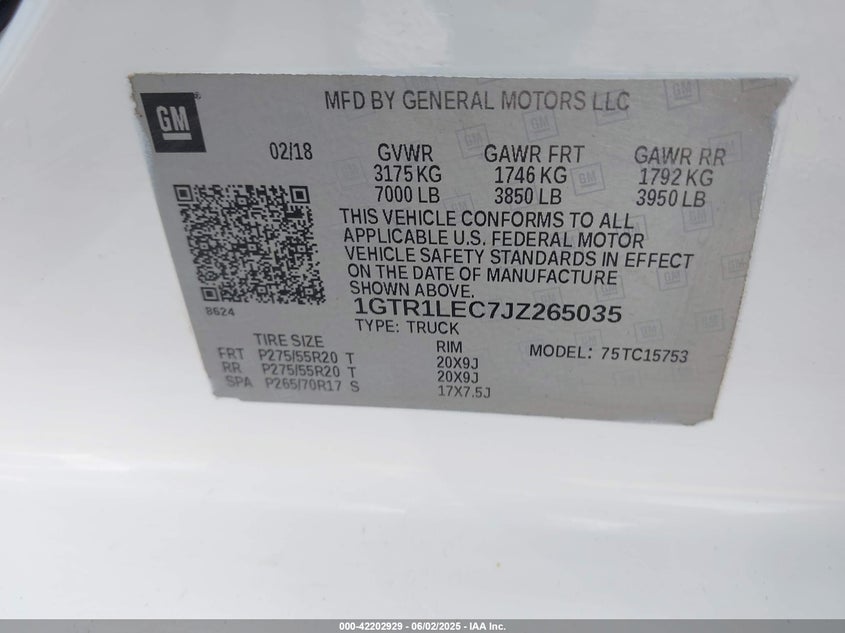 GM
MFD BY GENERAL MOTORS LLC
02/18 GVWR GAWR FRT GAWR RR
3175 KG 1746 KG 1792 KG
7000 LB 3850 LB 3950 LB
THIS VEHICLE CONFORMS TO ALL
APPLICABLE U.S. FEDERAL MOTOR
VEHICLE SAFETY STANDARDS IN EFFECT
ON THE DATE OF MANUFACTURE
SHOWN ABOVE.
8624
1GTR1LEC7JZ265035
TYPE: TRUCK
TIRE SIZE RIM MODEL: 75TC15753
FRT P275/55R20 T 20X9J
RR P275/55R20 T 20X9J
SPA P265/70R17 S 17X7.5J
000-42202929 - 06/02/2025 - IAA Inc.